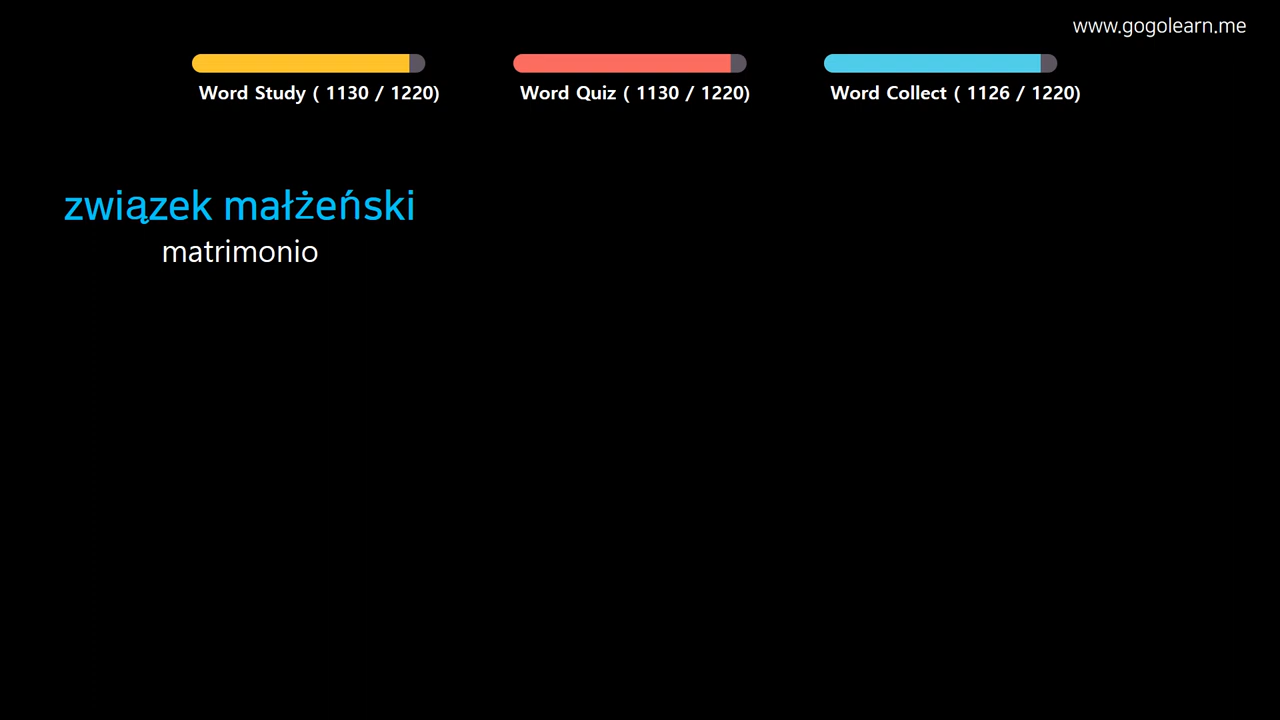 www.gogolearn.me
Word Study ( 1130 / 1220)
Word Quiz ( 1130 / 1220)
Word Collect ( 1126 / 1220)
związek małżeński
matrimonio